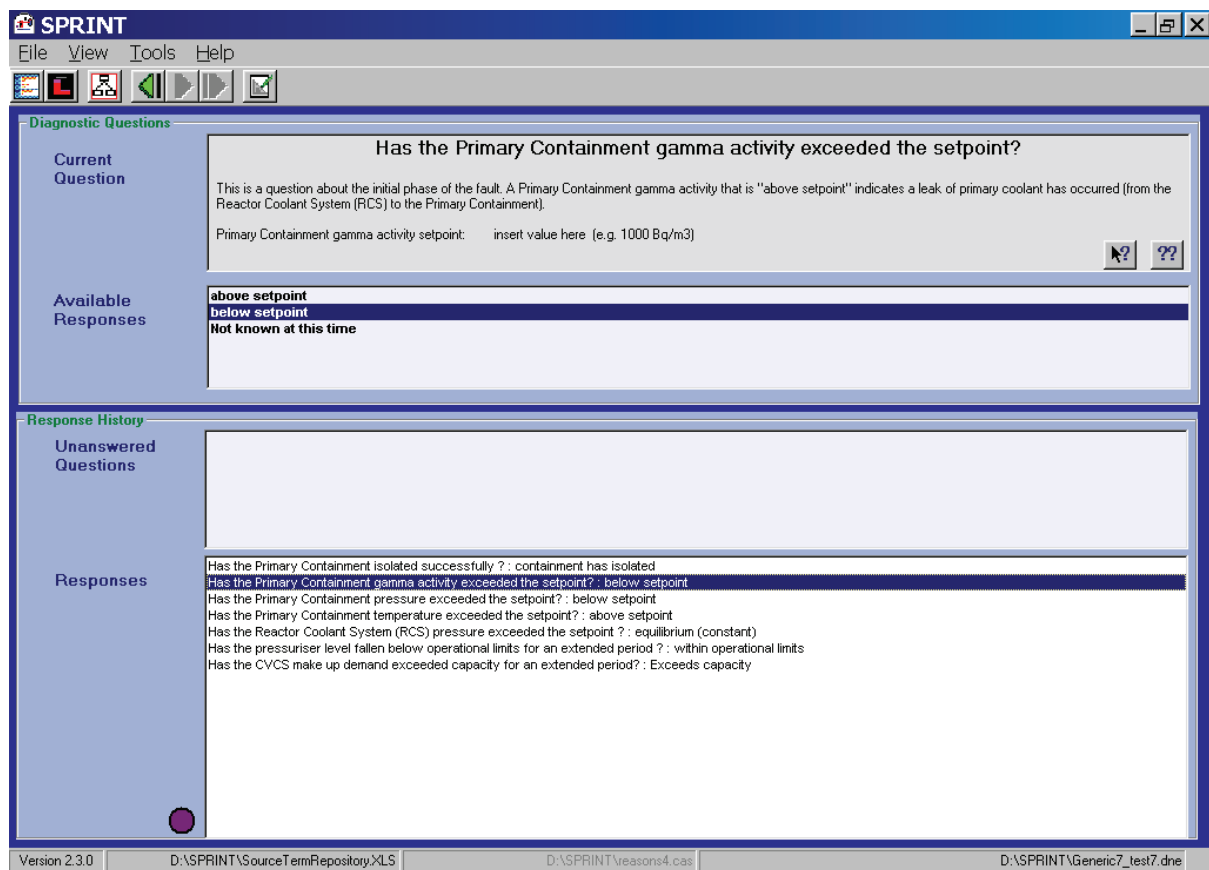 SPRINT
File View Tools Help
Diagnostic Questions
Current
Question
Has the Primary Containment gamma activity exceeded the setpoint?
This is a question about the initial phase of the fault. A Primary Containment gamma activity that is "above setpoint" indicates a leak of primary coolant has occurred (from the
Reactor Coolant System (RCS) to the Primary Containment).
Primary Containment gamma activity setpoint: insert value here (e.g. 1000 Bq/m3)
? ??
Available
Responses
above setpoint
below setpoint
Not known at this time
Response History
Unanswered
Questions
Responses
Has the Primary Containment isolated successfully ? : containment has isolated
Has the Primary Containment gamma activity exceeded the setpoint? : below setpoint
Has the Primary Containment pressure exceeded the setpoint? : below setpoint
Has the Primary Containment temperature exceeded the setpoint? : above setpoint
Has the Reactor Coolant System (RCS) pressure exceeded the setpoint ? : equilibrium (constant)
Has the pressuriser level fallen below operational limits for an extended period ? : within operational limits
Has the CVCS make up demand exceeded capacity for an extended period? : Exceeds capacity
Version 2.3.0 D:\SPRINT\SourceTermRepository.XLS D:\SPRINT\reasons4.cas D:\SPRINT\Generic7_test7.dne